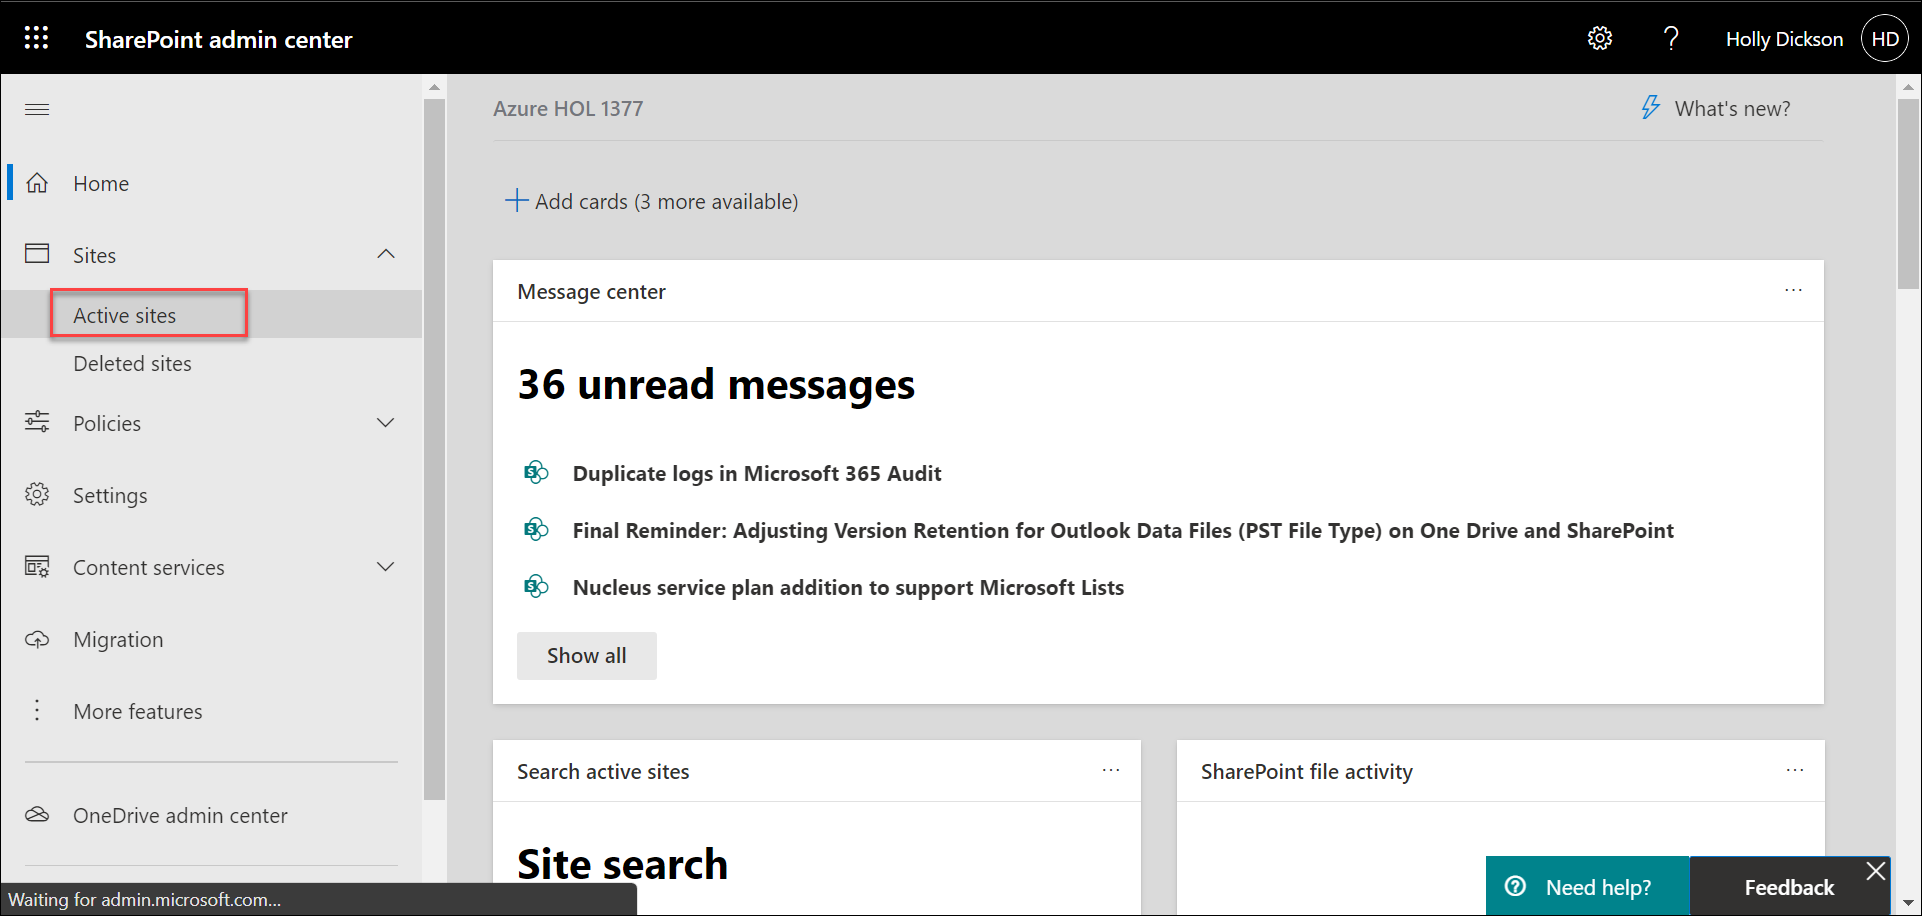 SharePoint admin center
Holly Dickson
HD
Home
Sites
Active sites
Deleted sites
Policies
Settings
Content services
Migration
More features
OneDrive admin center
Azure HOL 1377
What's new?
Add cards (3 more available)
Message center
36 unread messages
Duplicate logs in Microsoft 365 Audit
Final Reminder: Adjusting Version Retention for Outlook Data Files (PST File Type) on One Drive and SharePoint
Nucleus service plan addition to support Microsoft Lists
Show all
Search active sites
Site search
SharePoint file activity
Need help?
Feedback
Waiting for admin.microsoft.com...